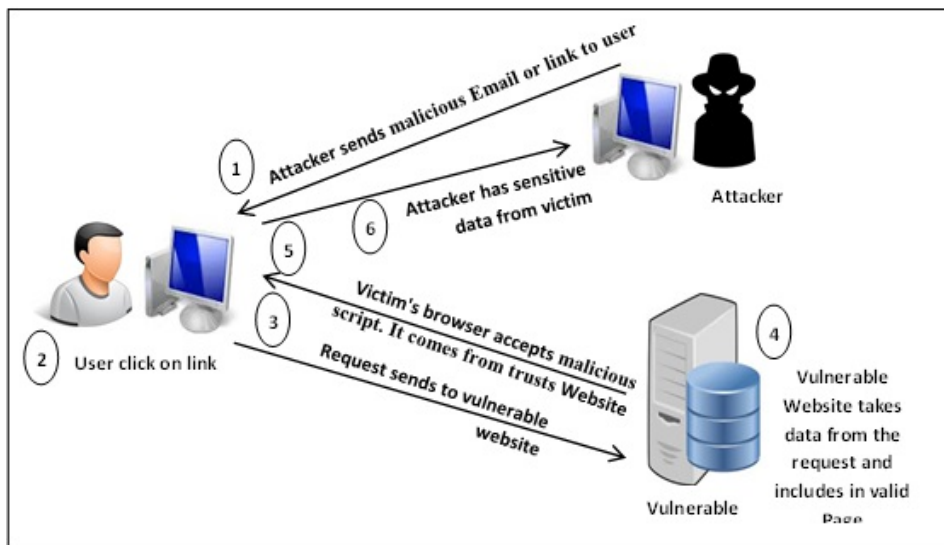 Attacker sends malicious Email or link to user
1
Attacker has sensitive
data from victim
6
Attacker
5
Victim's browser accepts malicious
script. It comes from trusts Website
3
Request sends to vulnerable
website
2
User click on link
4
Vulnerable
Website takes
data from the
request and
includes in valid
Page
Vulnerable